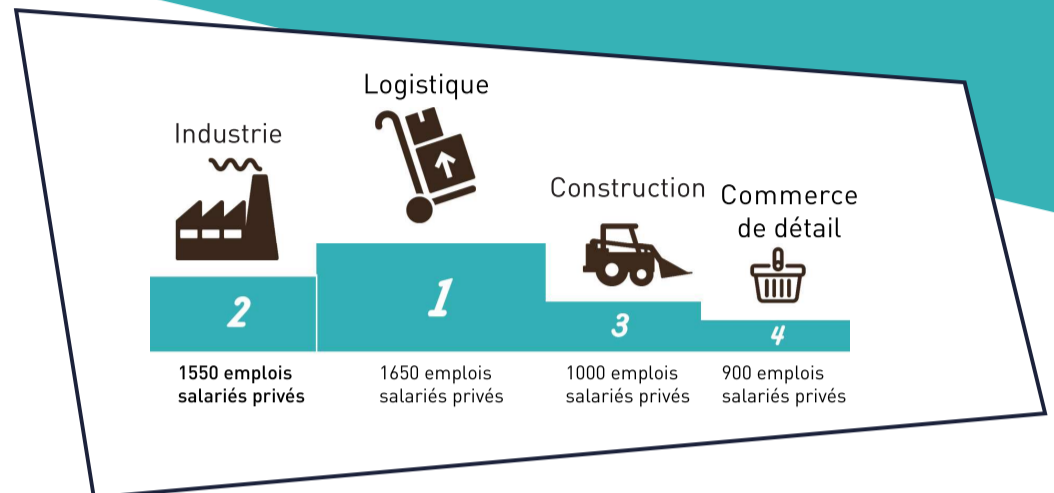 Logistique
Industrie
Construction
Commerce
de détail
2
1
3
4
1550 emplois
salariés privés
1650 emplois
salariés privés
1000 emplois
salariés privés
900 emplois
salariés privés